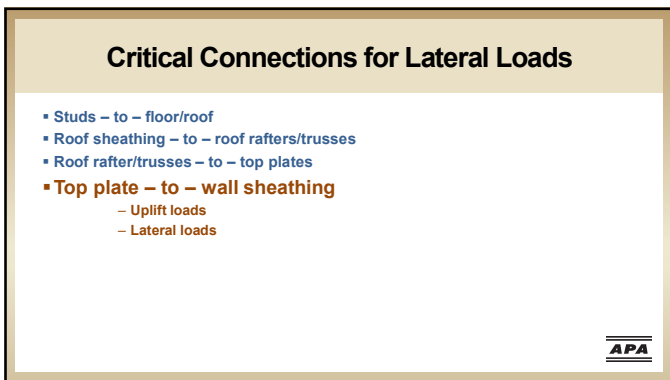 Critical Connections for Lateral Loads
▪ Studs – to – floor/roof
▪ Roof sheathing – to – roof rafters/trusses
▪ Roof rafter/trusses – to – top plates
▪ Top plate – to – wall sheathing
– Uplift loads
– Lateral loads
APA